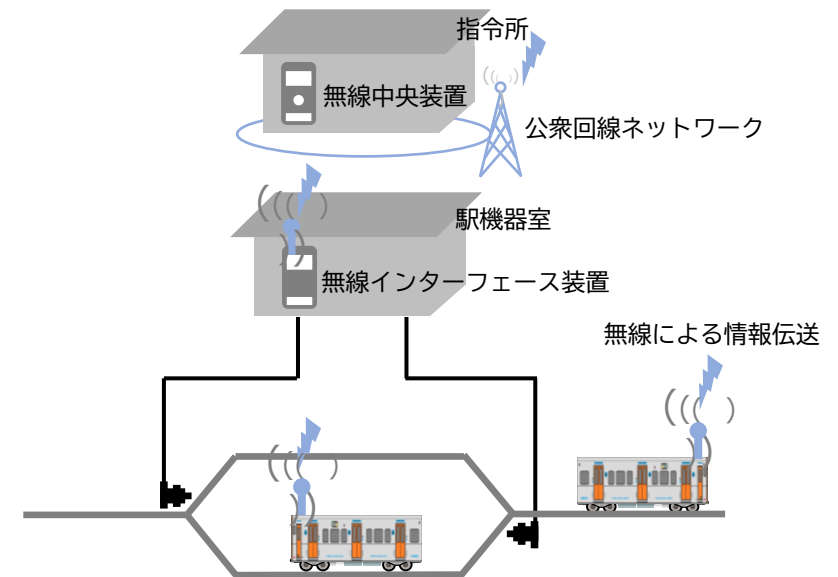 指令所
無線中央装置
公衆回線ネットワーク
駅機器室
無線インターフェース装置
無線による情報伝送